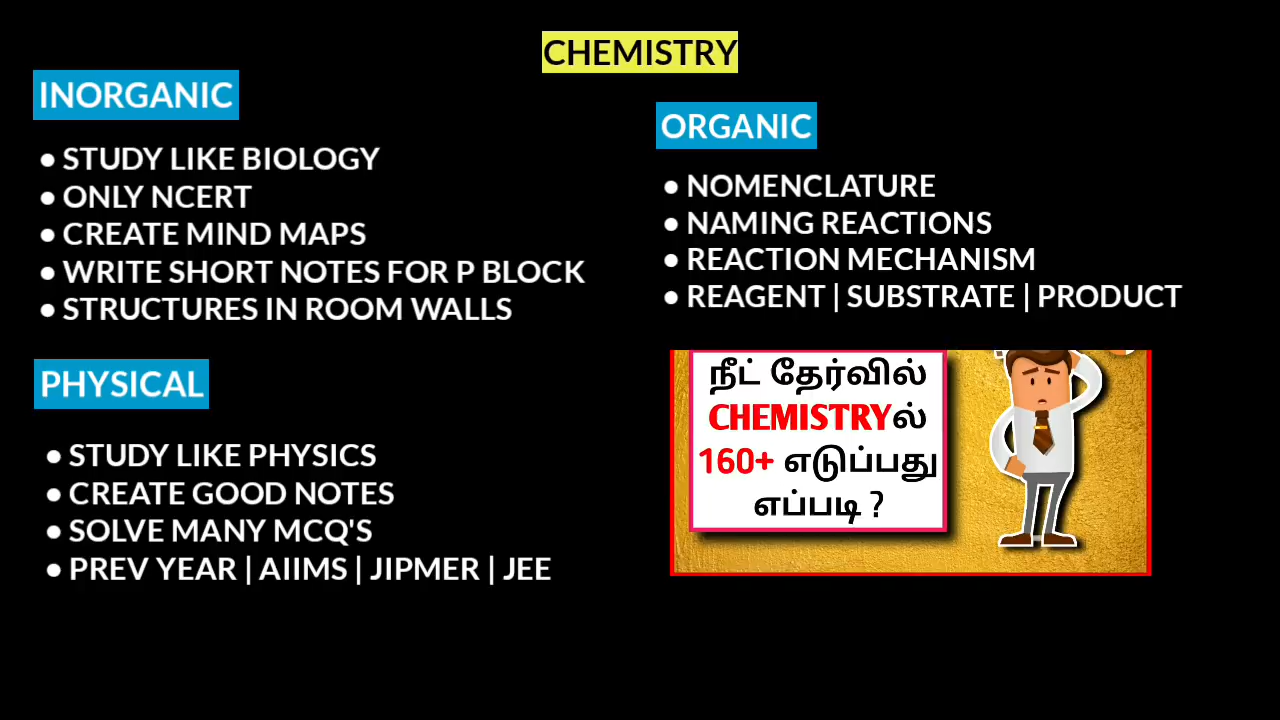 CHEMISTRY
INORGANIC
● STUDY LIKE BIOLOGY
● ONLY NCERT
● CREATE MIND MAPS
● WRITE SHORT NOTES FOR P BLOCK
● STRUCTURES IN ROOM WALLS
PHYSICAL
● STUDY LIKE PHYSICS
● CREATE GOOD NOTES
● SOLVE MANY MCQ'S
● PREV YEAR | AIIMS | JIPMER | JEE
ORGANIC
● NOMENCLATURE
● NAMING REACTIONS
● REACTION MECHANISM
● REAGENT | SUBSTRATE | PRODUCT
நீட் தேர்வில்
CHEMISTRYல்
160+ எடுப்பது
எப்படி ?